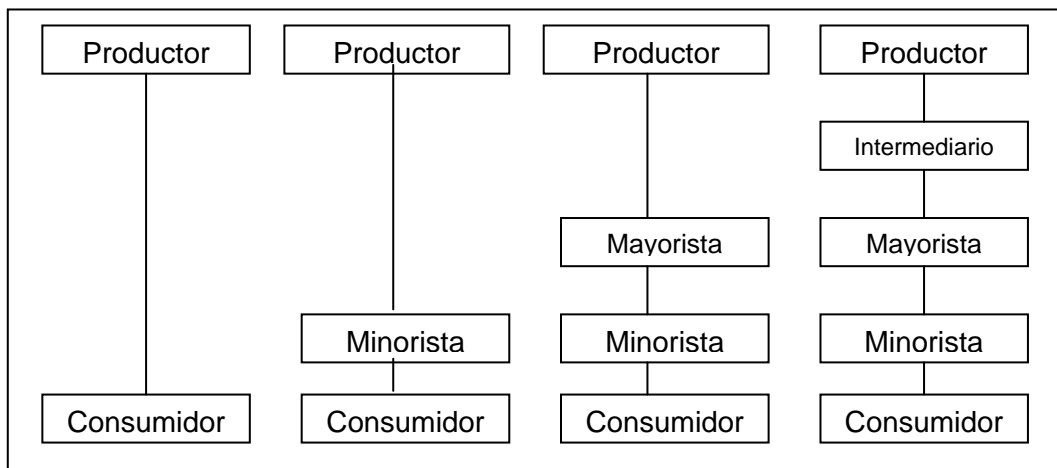 Productor Productor Productor Productor
Intermediario
Mayorista Mayorista
Minorista Minorista Minorista
Consumidor Consumidor Consumidor Consumidor